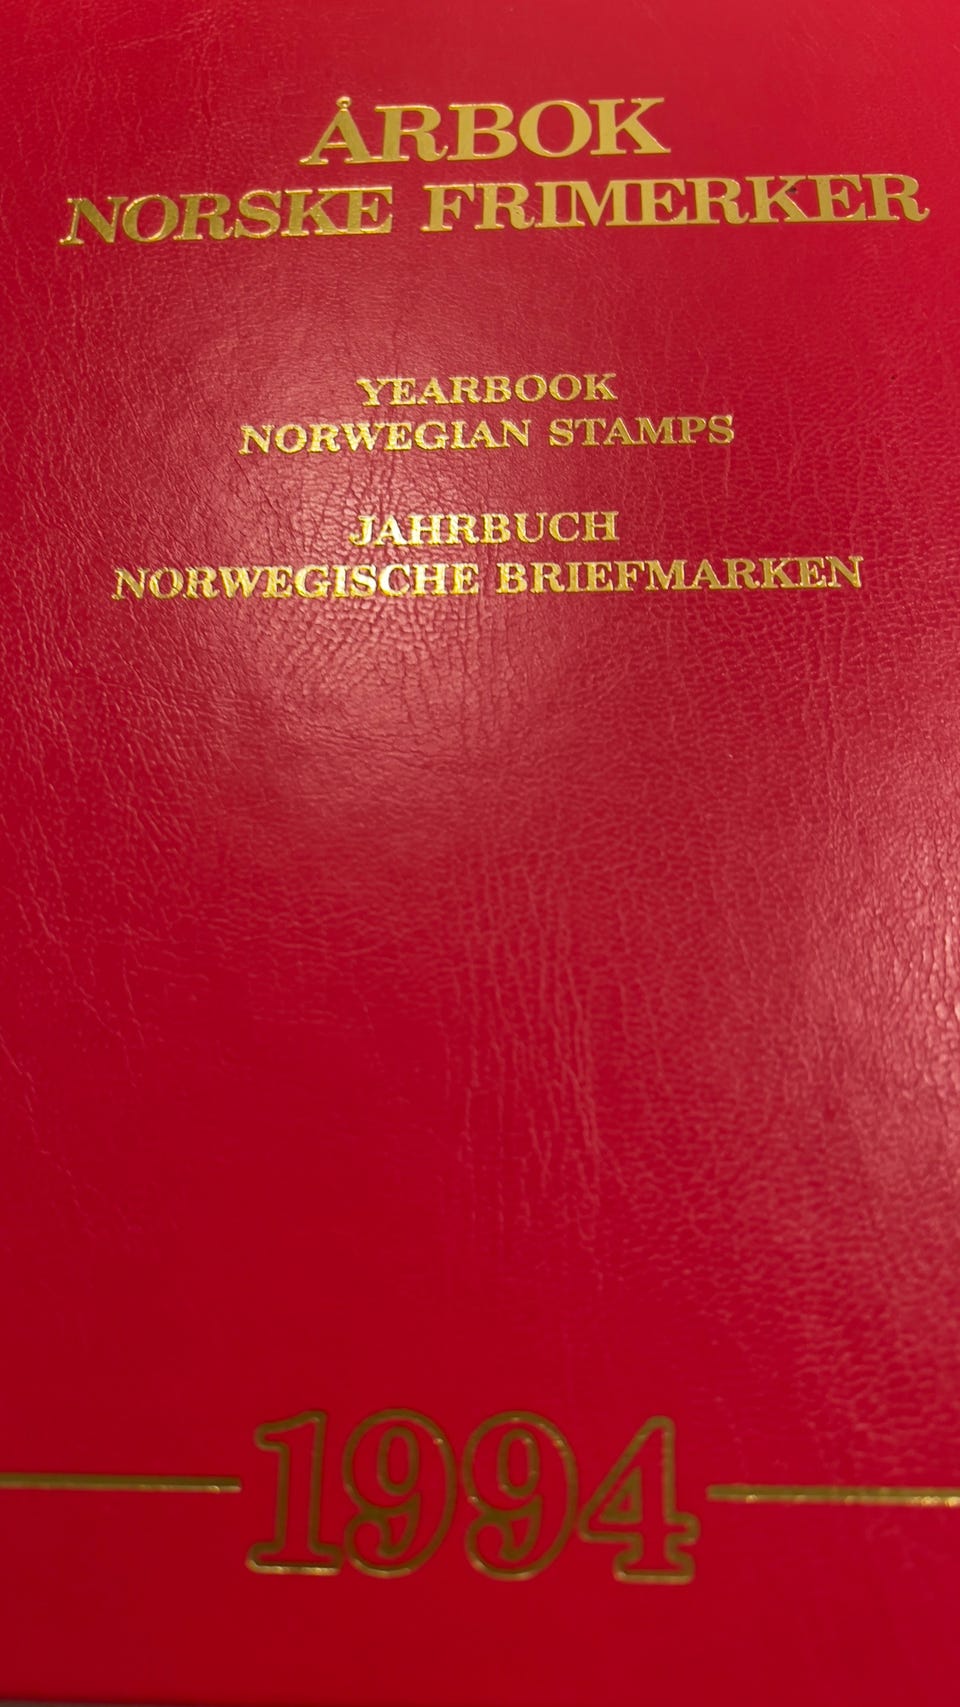 ÅRBOK
NORSKE FRIMERKER
YEARBOOK
NORWEGIAN STAMPS
JAHRBUCH
NORWEGISCHE BRIEFMARKEN
1994